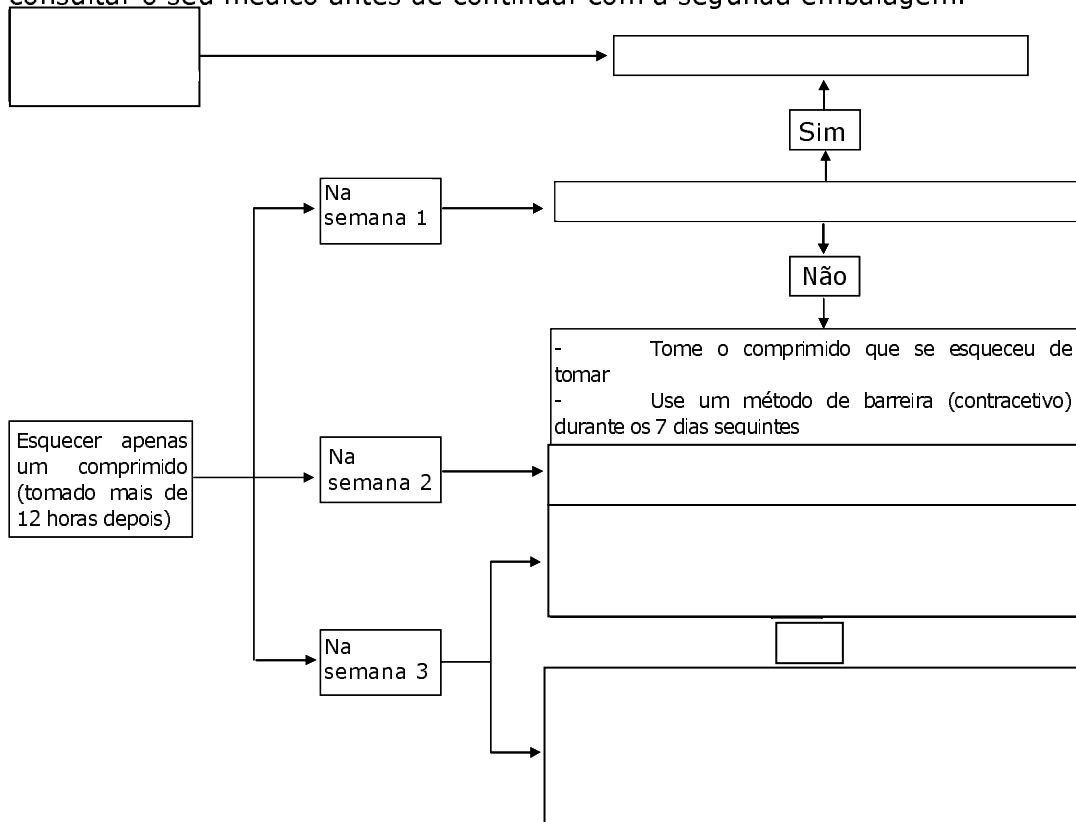 consultar o seu médico antes de continuar com a segunda embalagem.
Sim
Na
semana 1
Não
- Tome o comprimido que se esqueceu de
tomar
- Use um método de barreira (contracetivo)
durante os 7 dias seguintes
Esquecer apenas
um comprimido
(tomado mais de
12 horas depois)
Na
semana 2
Na
semana 3